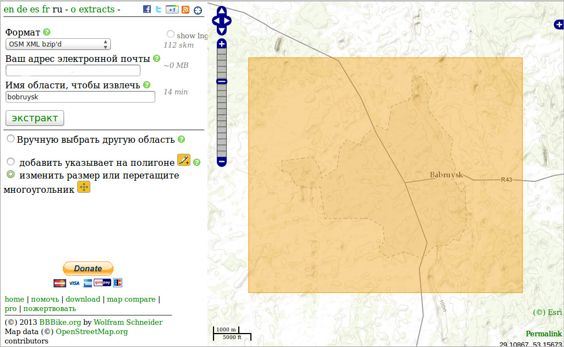 en de es fr ru - o extracts -
Формат
show lng
OSM XML bzip'd
112 skm
Ваш адрес электронной почты
~0 MB
Имя области, чтобы извлечь
bobruysk
14 min
экстракт
Вручную выбрать другую область
добавить указывает на полигоне
изменить размер или перетащите
многоугольник
Donate
VISA
home | помочь | download | map compare |
pro | пожертвовать
(©) 2013 BBBike.org by Wolfram Schneider
Map data (©) OpenStreetMap.org
contributors
Babruysk
R43
1000 m
5000 ft
(©) Esri
Permalink
29.10867, 53.15673